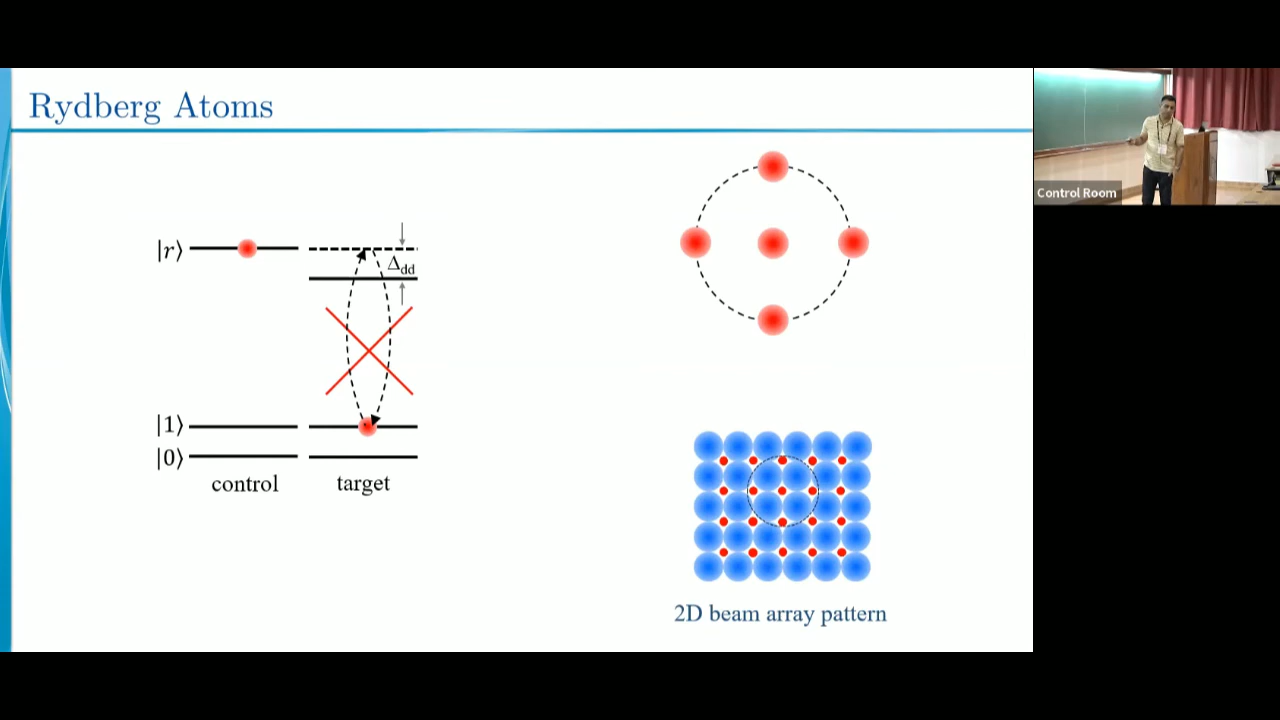 Rydberg Atoms
|r⟩
Δdd
|1⟩
|0⟩
control
target
2D beam array pattern
Control Room